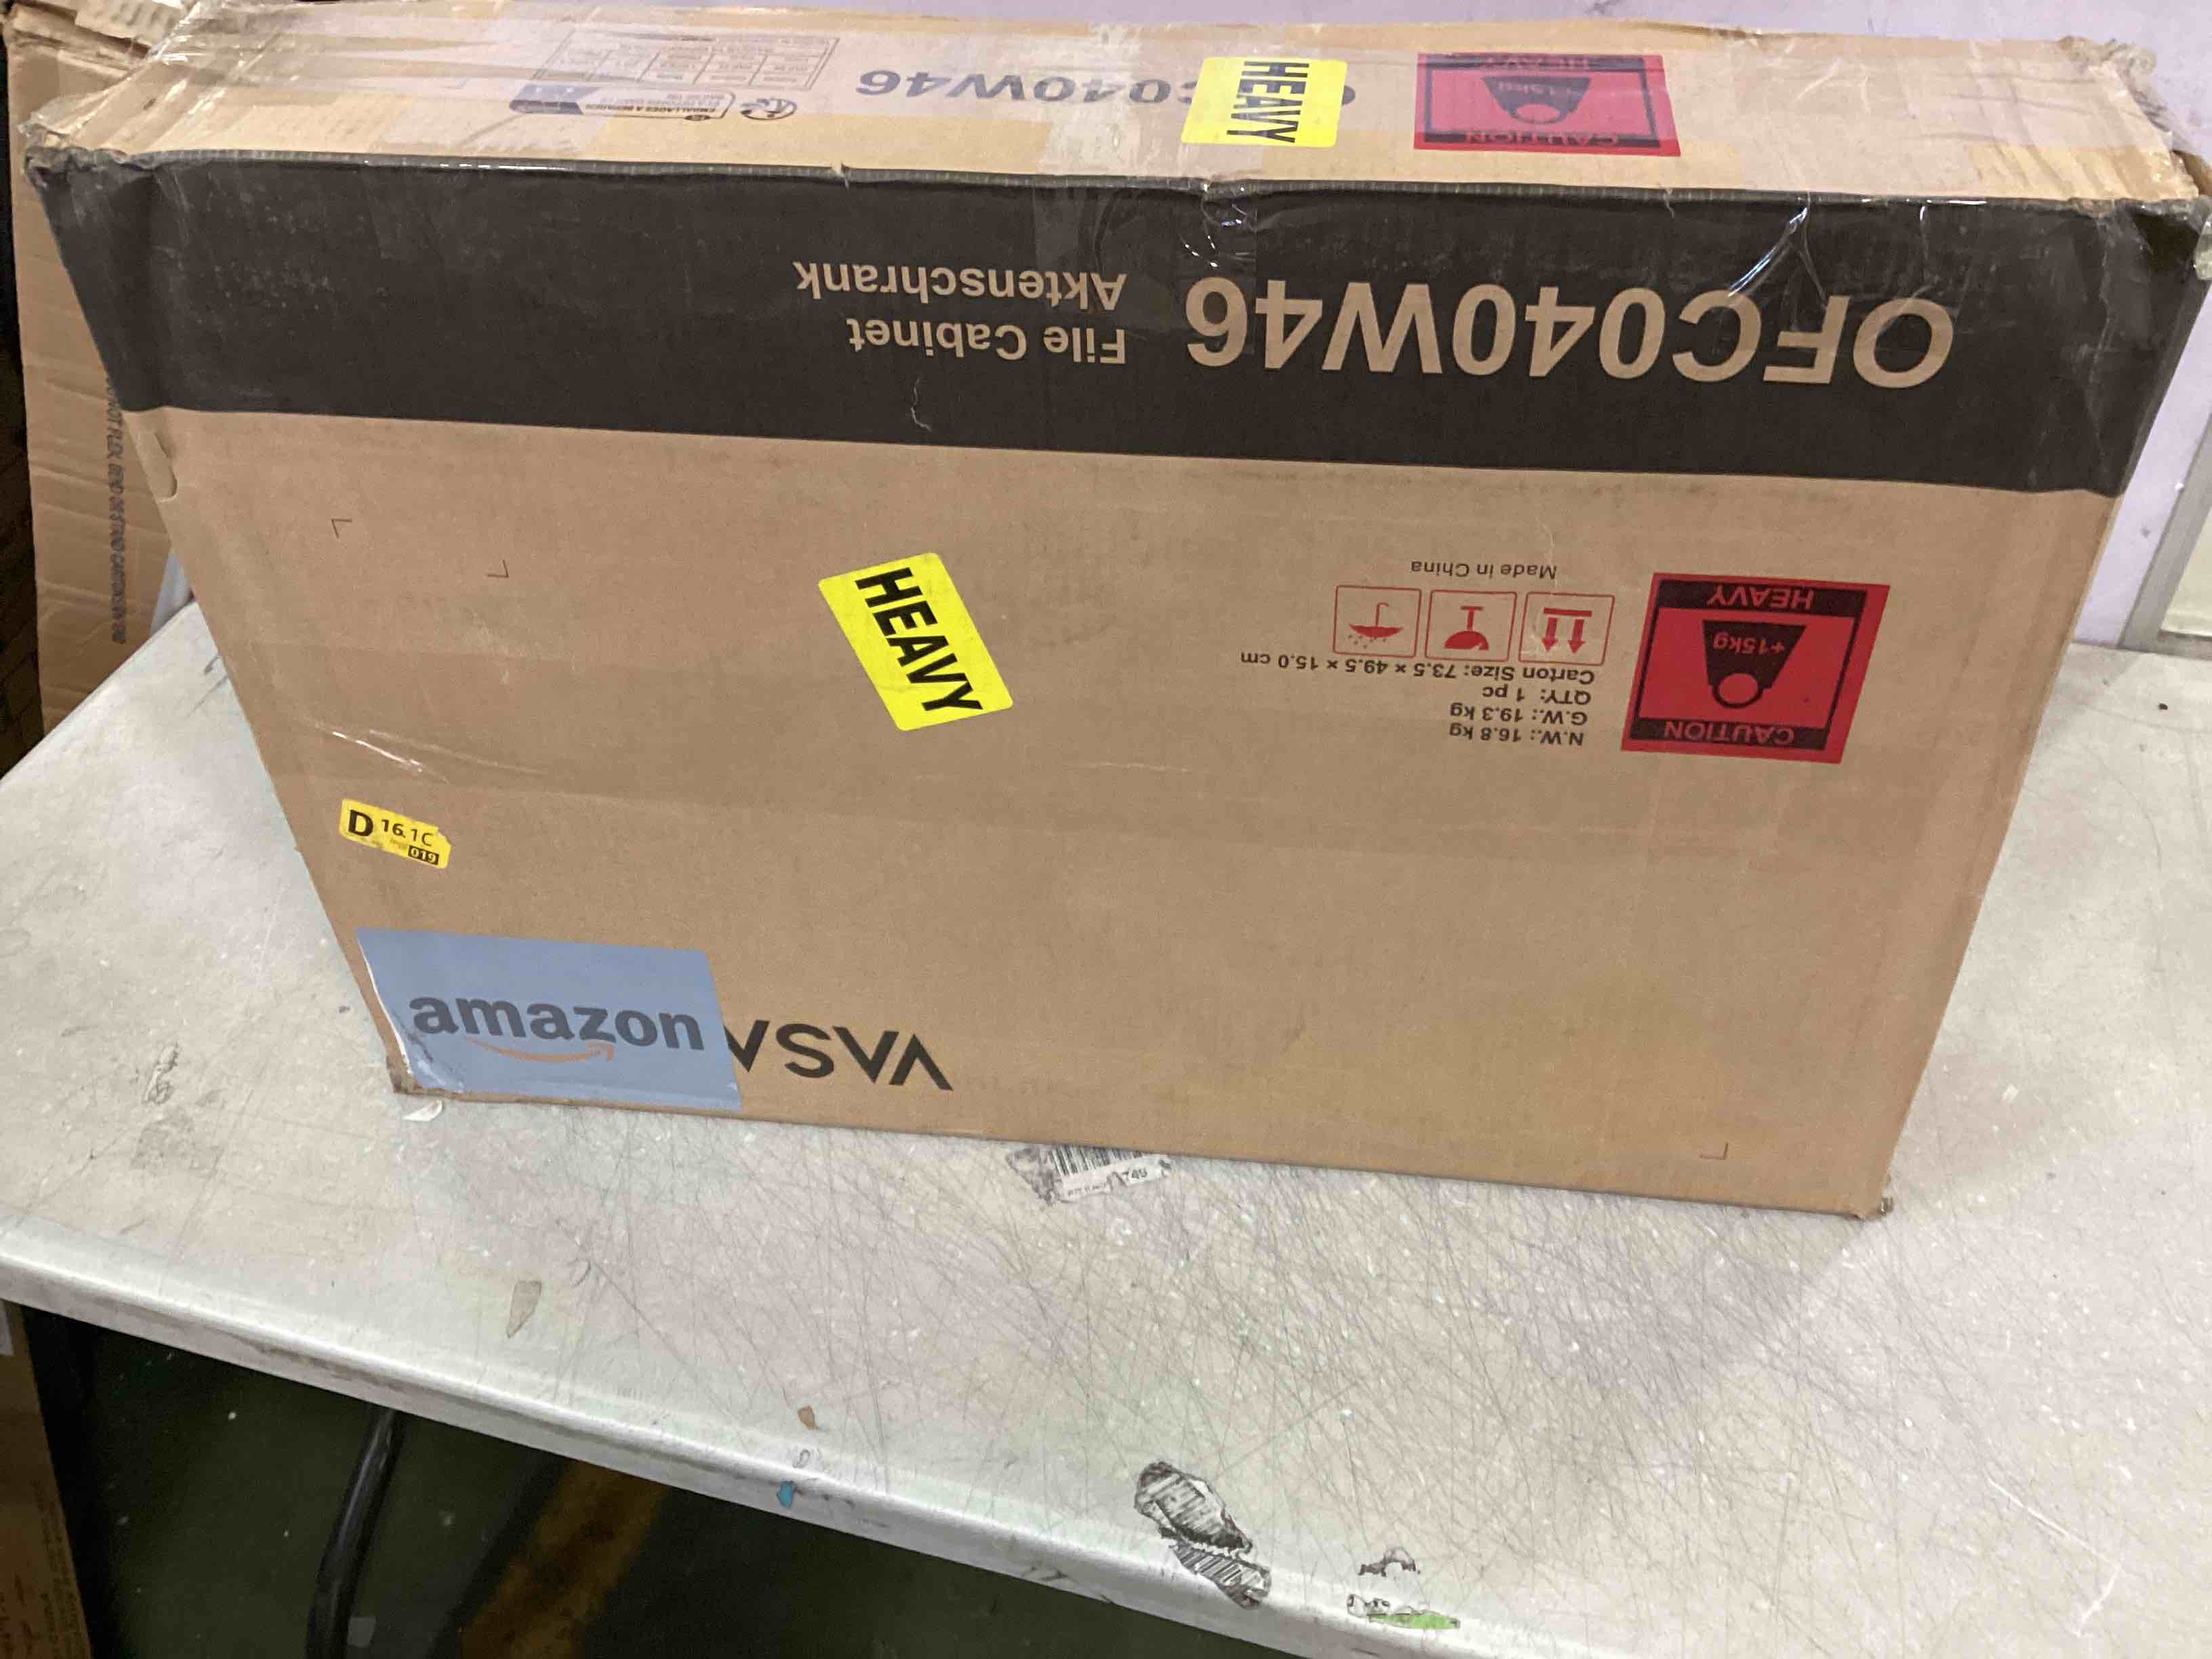 OFC040W46
File Cabinet
Aktenschrank
C040W46
HEAVY
CAUTION
HEAVY
HEAVY
CAUTION
+15kg
HEAVY
N.W.: 16.8 kg
G.W.: 19.3 kg
QTY: 1 pc
Carton Size: 73.5 × 49.5 × 15.0 cm
Made in China
D 16.1C
019
amazon
VASA